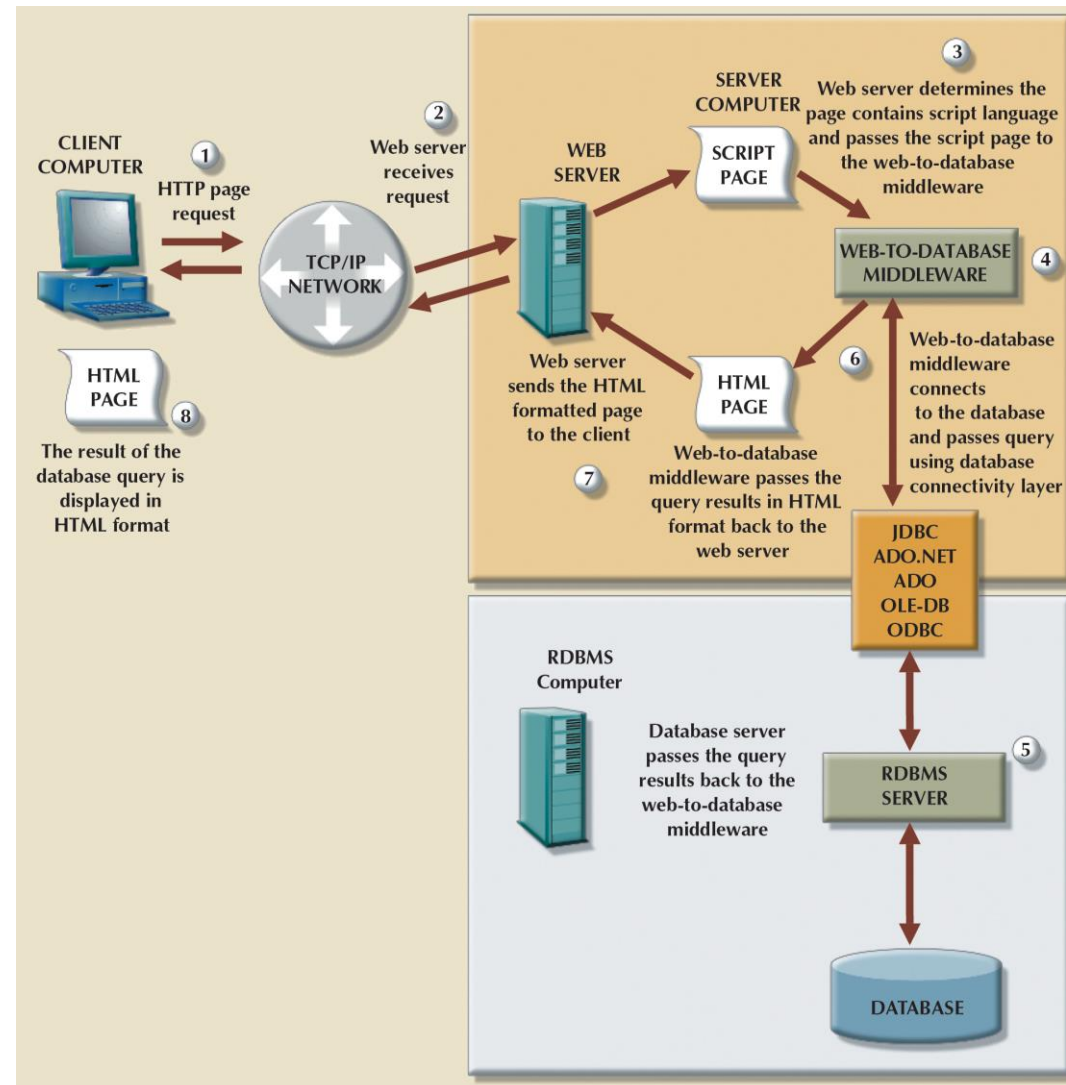 CLIENT
COMPUTER
1
HTTP page
request
TCP/IP
NETWORK
2
Web server
receives
request
WEB
SERVER
SERVER
COMPUTER
SCRIPT
PAGE
3
Web server determines the
page contains script language
and passes the script page to
the web-to-database
middleware
WEB-TO-DATABASE
MIDDLEWARE
4
Web-to-database
middleware
connects
to the database
and passes query
using database
connectivity layer
JDBC
ADO.NET
ADO
OLE-DB
ODBC
RDBMS
Computer
Database server
passes the query
results back to the
web-to-database
middleware
5
RDBMS
SERVER
DATABASE
6
HTML
PAGE
Web-to-database
middleware passes the
query results in HTML
format back to the
web server
Web server
sends the HTML
formatted page
to the client
7
HTML
PAGE
8
The result of the
database query is
displayed in
HTML format